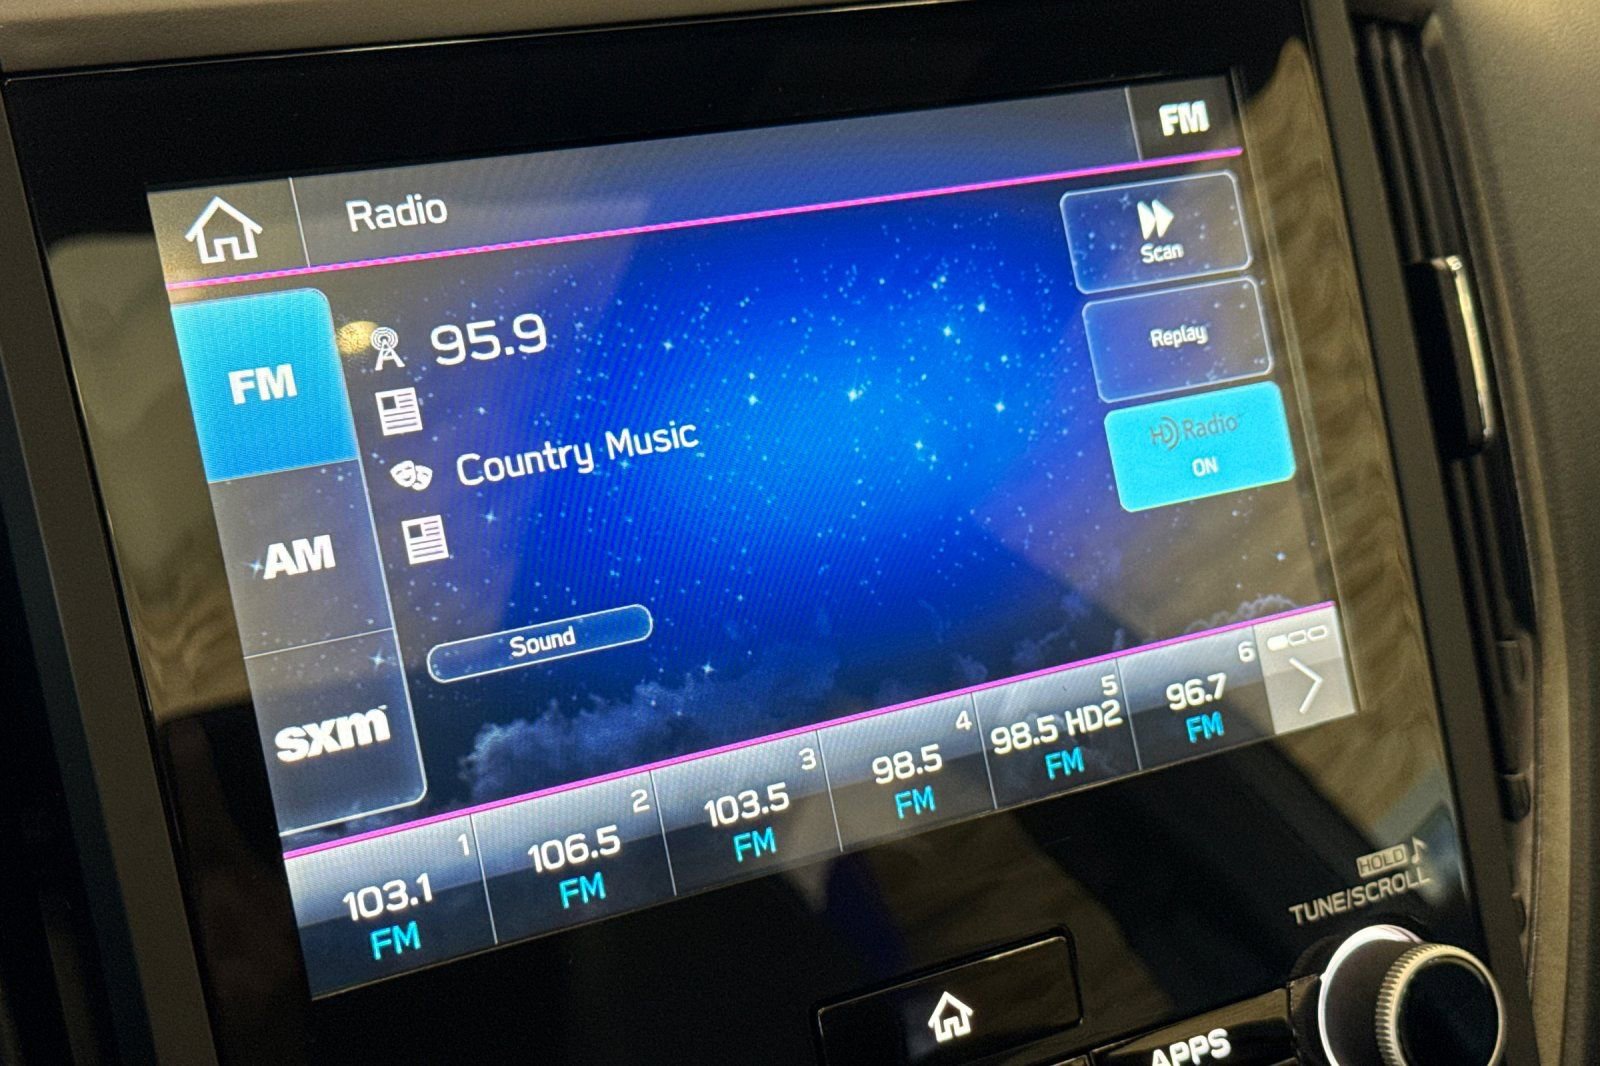 Radio
FM
FM
AM
sxm
95.9
Country Music
Sound
Scan
Replay
HD Radio
ON
1
103.1
FM
2
106.5
FM
3
103.5
FM
4
98.5
FM
5
98.5 HD2
FM
6
96.7
FM
HOLD
TUNE/SCROLL
APPS